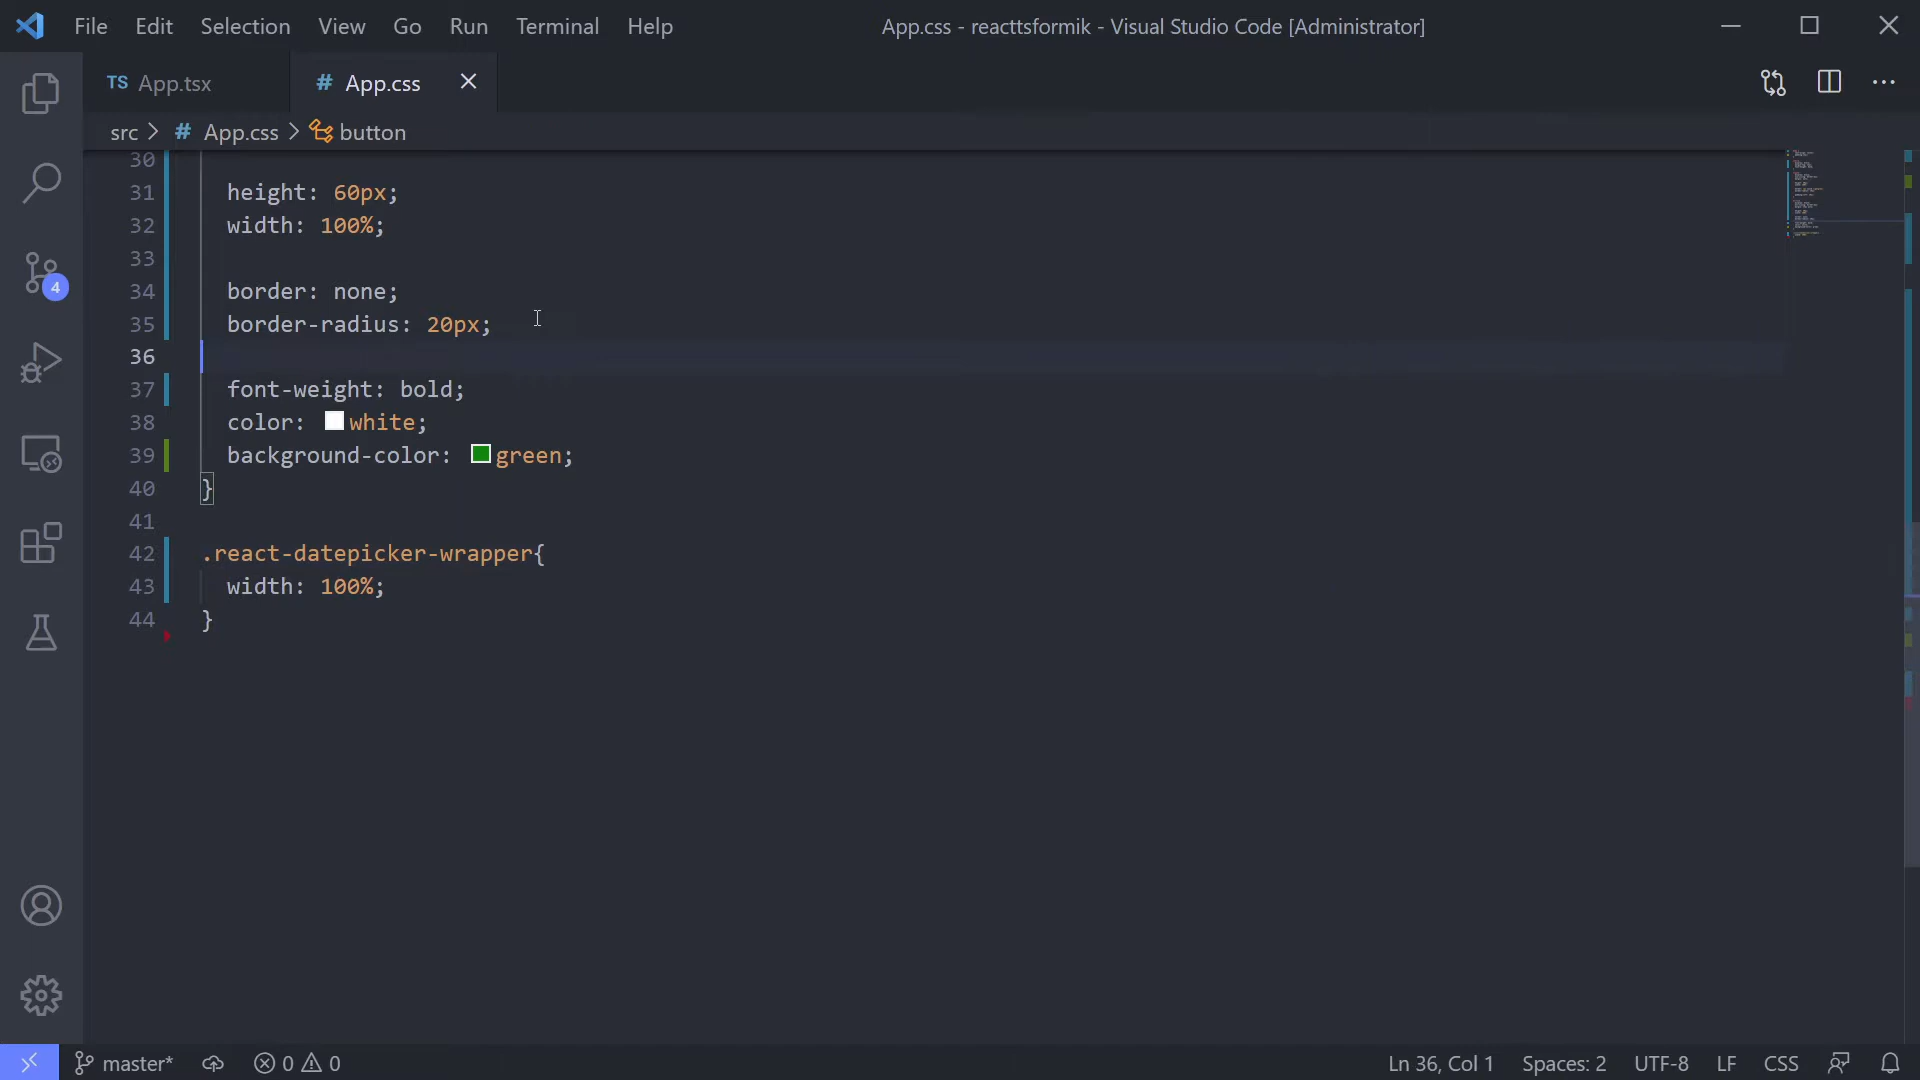 File Edit Selection View Go Run Terminal Help App.css - reacttsformik - Visual Studio Code [Administrator]
TS App.tsx # App.css
src > # App.css > button
30
31 height: 60px;
32 width: 100%;
33
34 border: none;
35 border-radius: 20px;
36
37 font-weight: bold;
38 color: white;
39 background-color: green;
40 }
41
42 .react-datepicker-wrapper{
43 width: 100%;
44 }
4
master* 0 0 Ln 36, Col 1 Spaces: 2 UTF-8 LF CSS